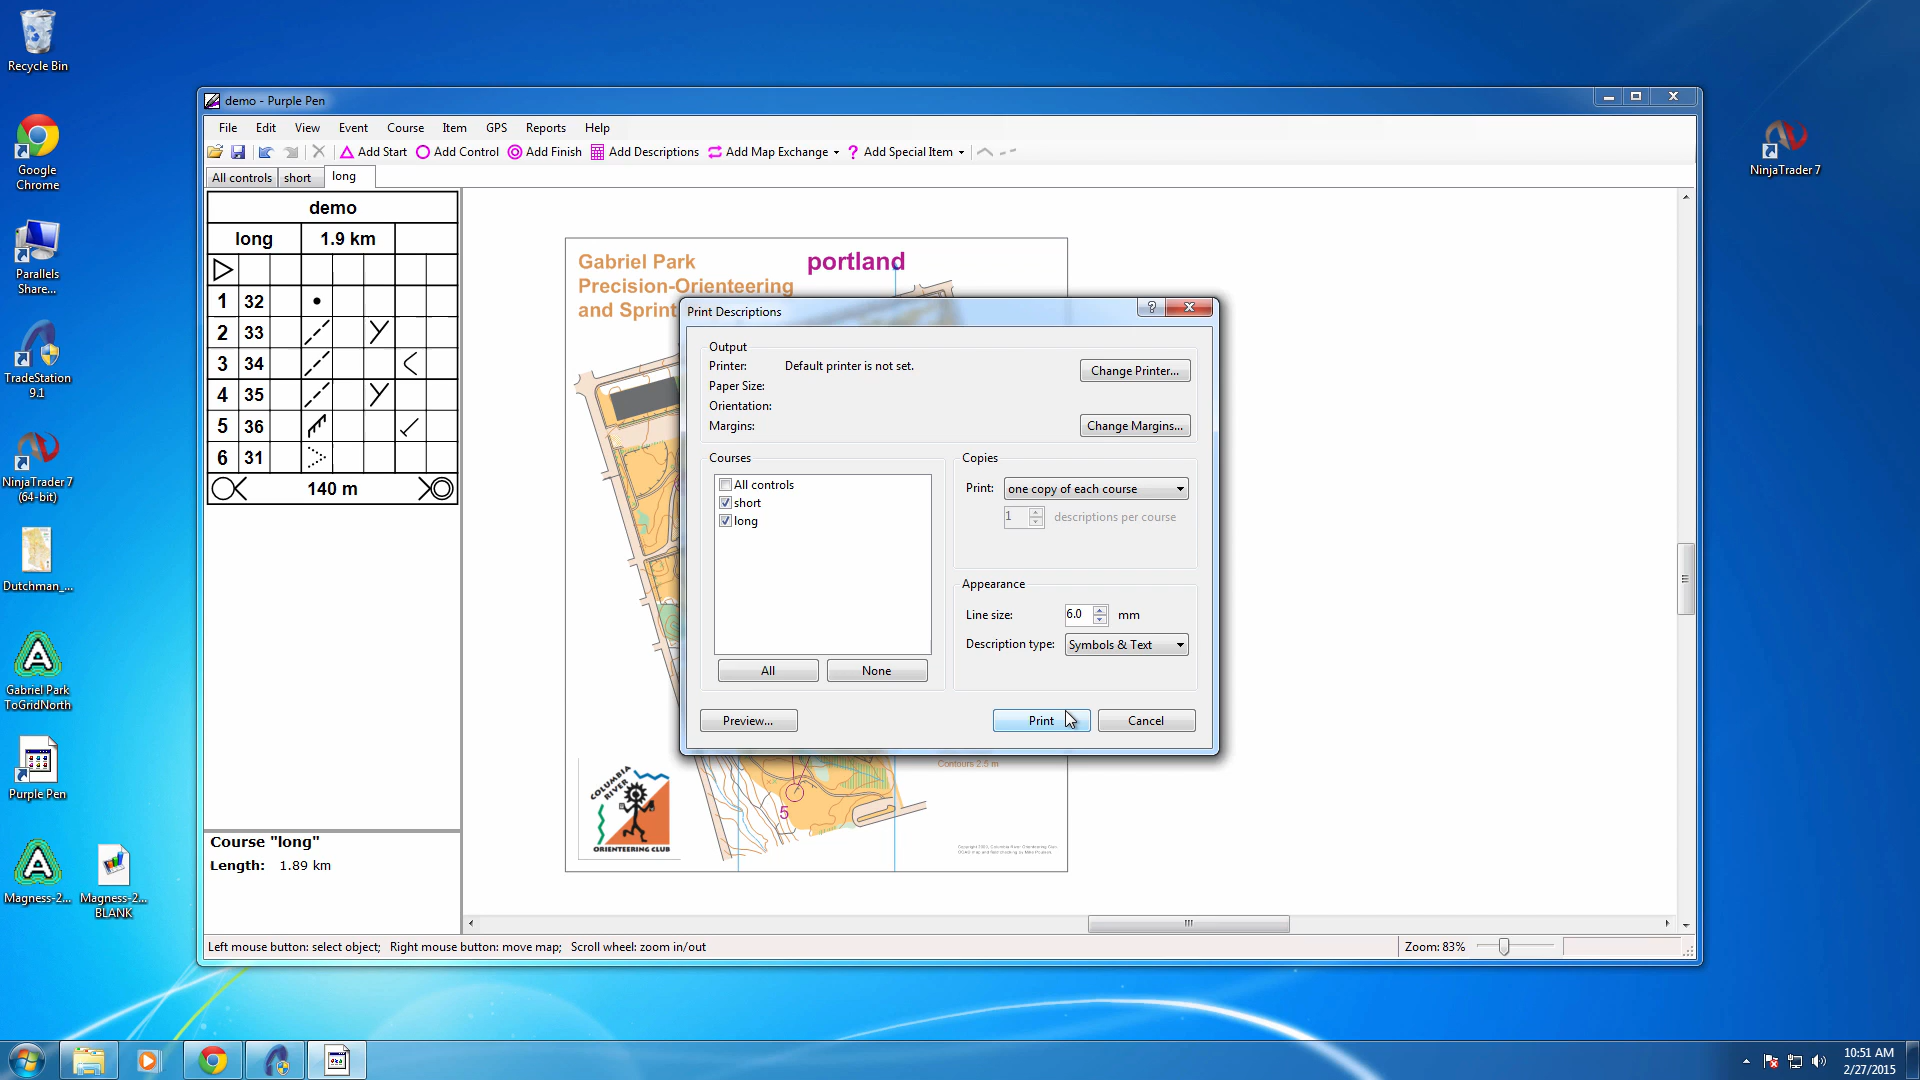 Recycle Bin
Google
Chrome
Parallels
Share...
TradeStation
9.1
NinjaTrader 7
(64-bit)
Dutchman_...
Gabriel Park
ToGridNorth
Purple Pen
Magness-2...
Magness-2...
BLANK
NinjaTrader 7
demo - Purple Pen
File Edit View Event Course Item GPS Reports Help
Add Start Add Control Add Finish Add Descriptions Add Map Exchange Add Special Item
All controls short long
demo
long 1.9 km
1 32
2 33
3 34
4 35
5 36
6 31
140 m
Course "long"
Length: 1.89 km
Gabriel Park
Precision-Orienteering
and Sprint
portland
Print Descriptions
Output
Printer: Default printer is not set.
Change Printer...
Paper Size:
Orientation:
Margins:
Change Margins...
Courses
All controls
short
long
All None
Copies
Print: one copy of each course
1 descriptions per course
Appearance
Line size: 6.0 mm
Description type: Symbols & Text
Preview... Print Cancel
Contours 2.5 m
5
COLUMBIA
RIVER
ORIENTEERING CLUB
Left mouse button: select object; Right mouse button: move map; Scroll wheel: zoom in/out
Zoom: 83%
10:51 AM
2/27/2015